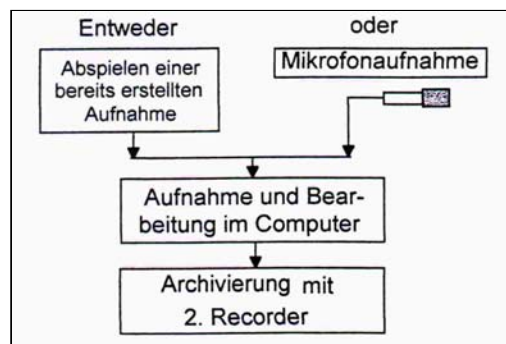 Entweder
oder
Abspielen einer
bereits erstellten
Aufnahme
Mikrofonaufnahme
Aufnahme und Bear-
beitung im Computer
Archivierung mit
2. Recorder